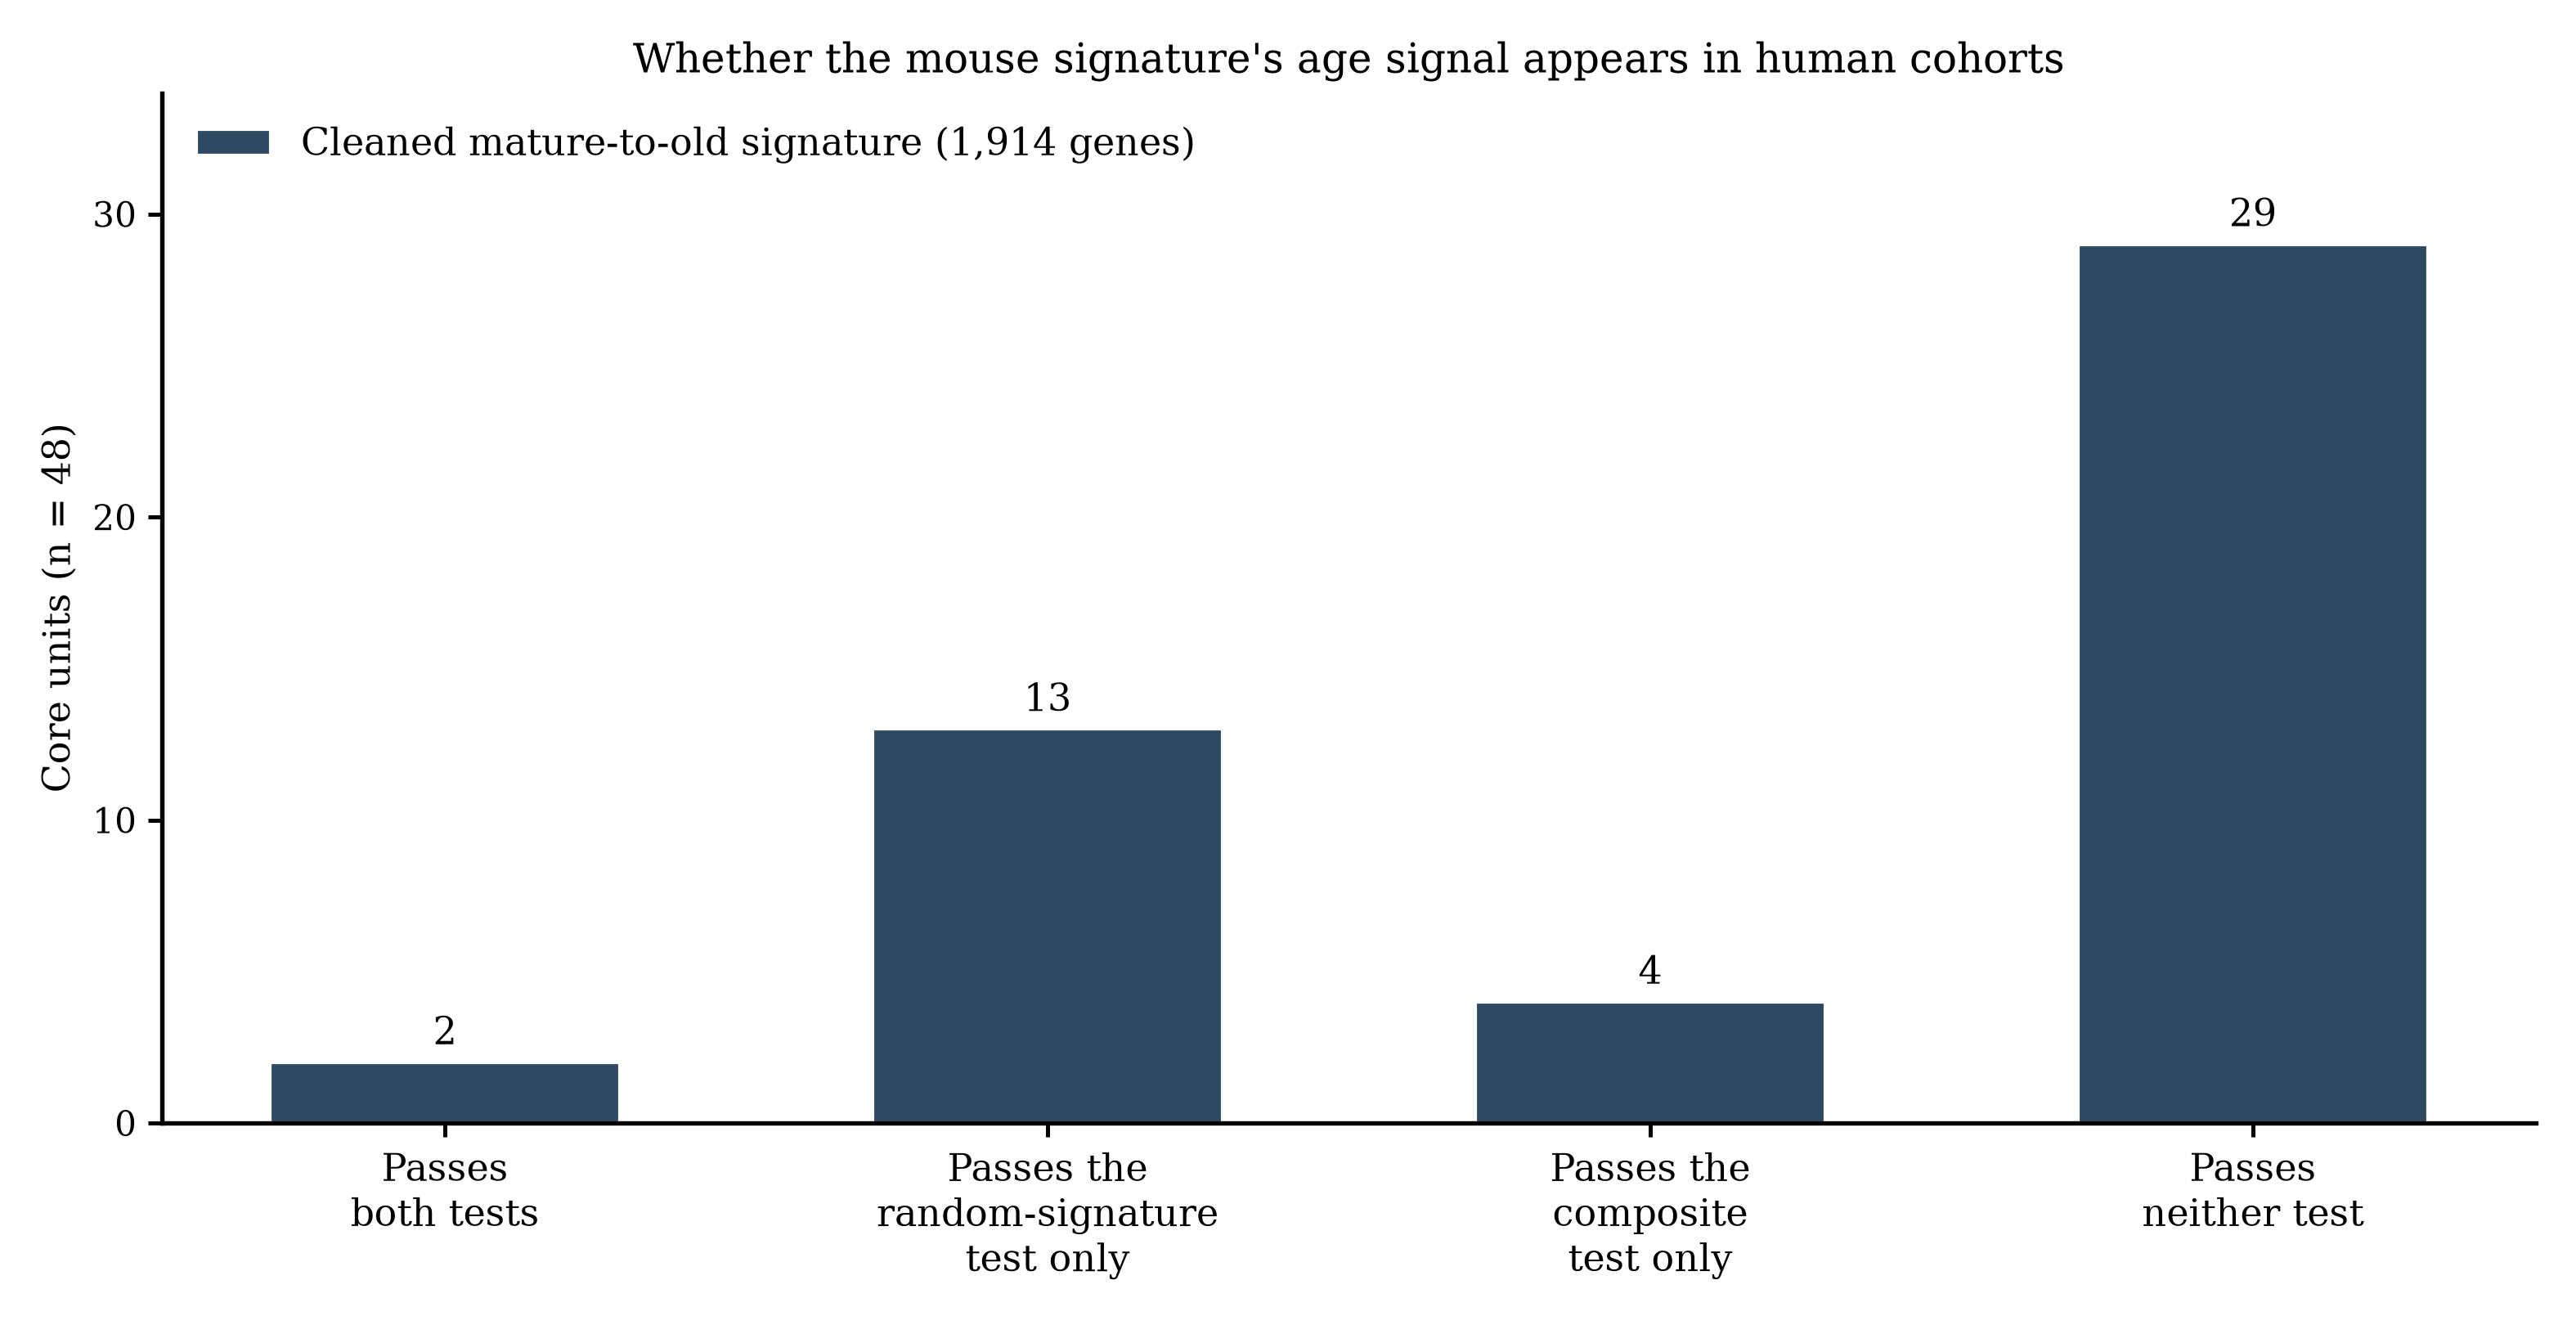 Whether the mouse signature's age signal appears in human cohorts
Cleaned mature-to-old signature (1,914 genes)
Core units (n = 48)
30
20
10
0
2
13
4
29
Passes
both tests
Passes the
random-signature
test only
Passes the
composite
test only
Passes
neither test